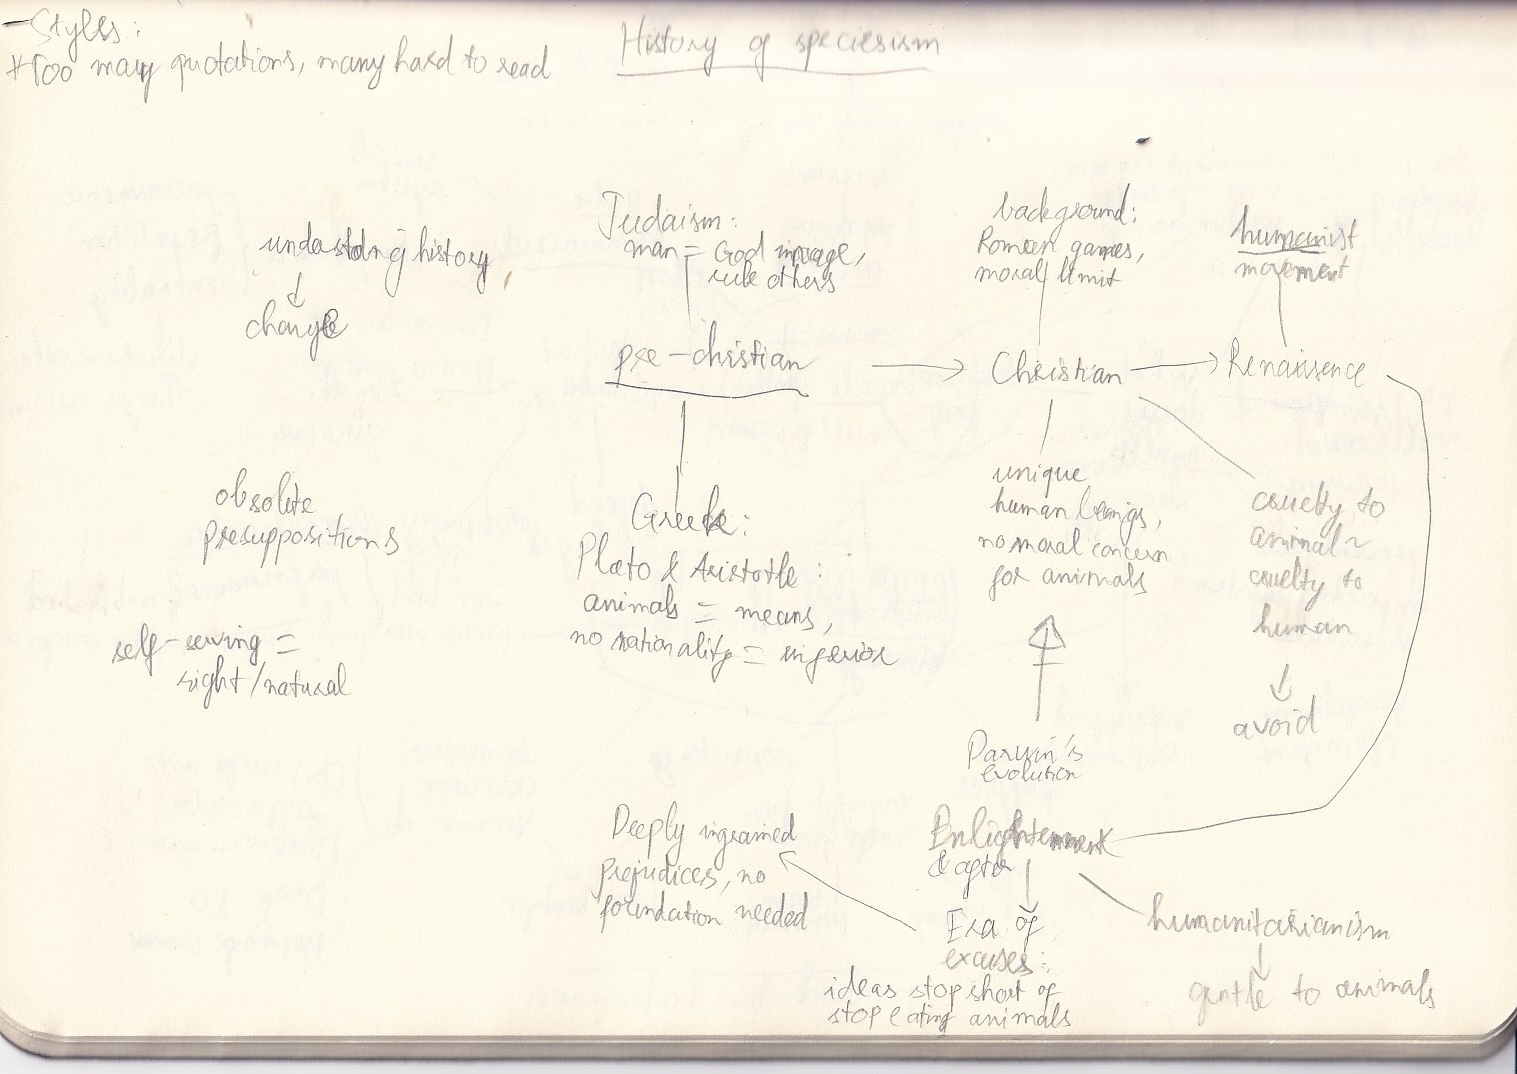 Styles:
#Too many quotations, many hard to read
History of speciesism
understdng history
change
obsolite
presuppositions
self-serving =
right/natural
Judaism:
man = God image,
rule others
pre-christian
Greek:
Plato & Aristotle:
animals = means,
no rationality = inferior
background:
Roman games,
moral limit
Christian
unique
human beings,
no moral concern
for animals
cruelty to
animal ~
cruelty to
human
avoid
humanist
movement
Renaissence
Darwin's
evolution
Enlightenment
& after
Era of
excuses:
ideas stop short of
stop eating animals
Deeply ingrained
prejudices, no
foundation needed
humanitarianism
gentle to animals